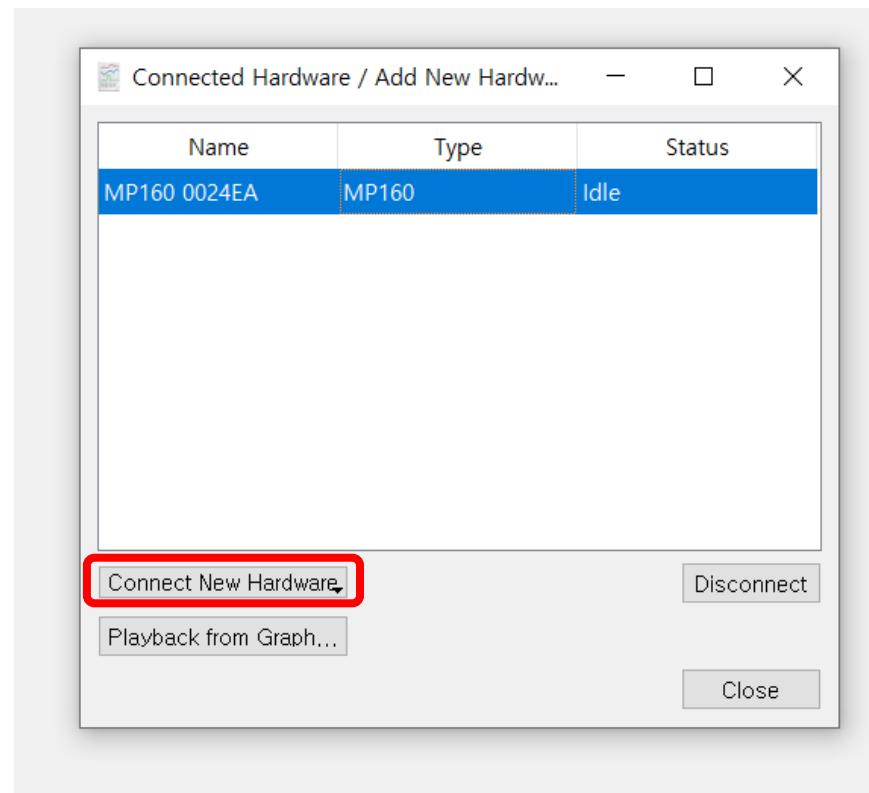 Connected Hardware / Add New Hardw...
Name Type Status
MP160 0024EA MP160 Idle
Connect New Hardware Disconnect
Playback from Graph...
Close